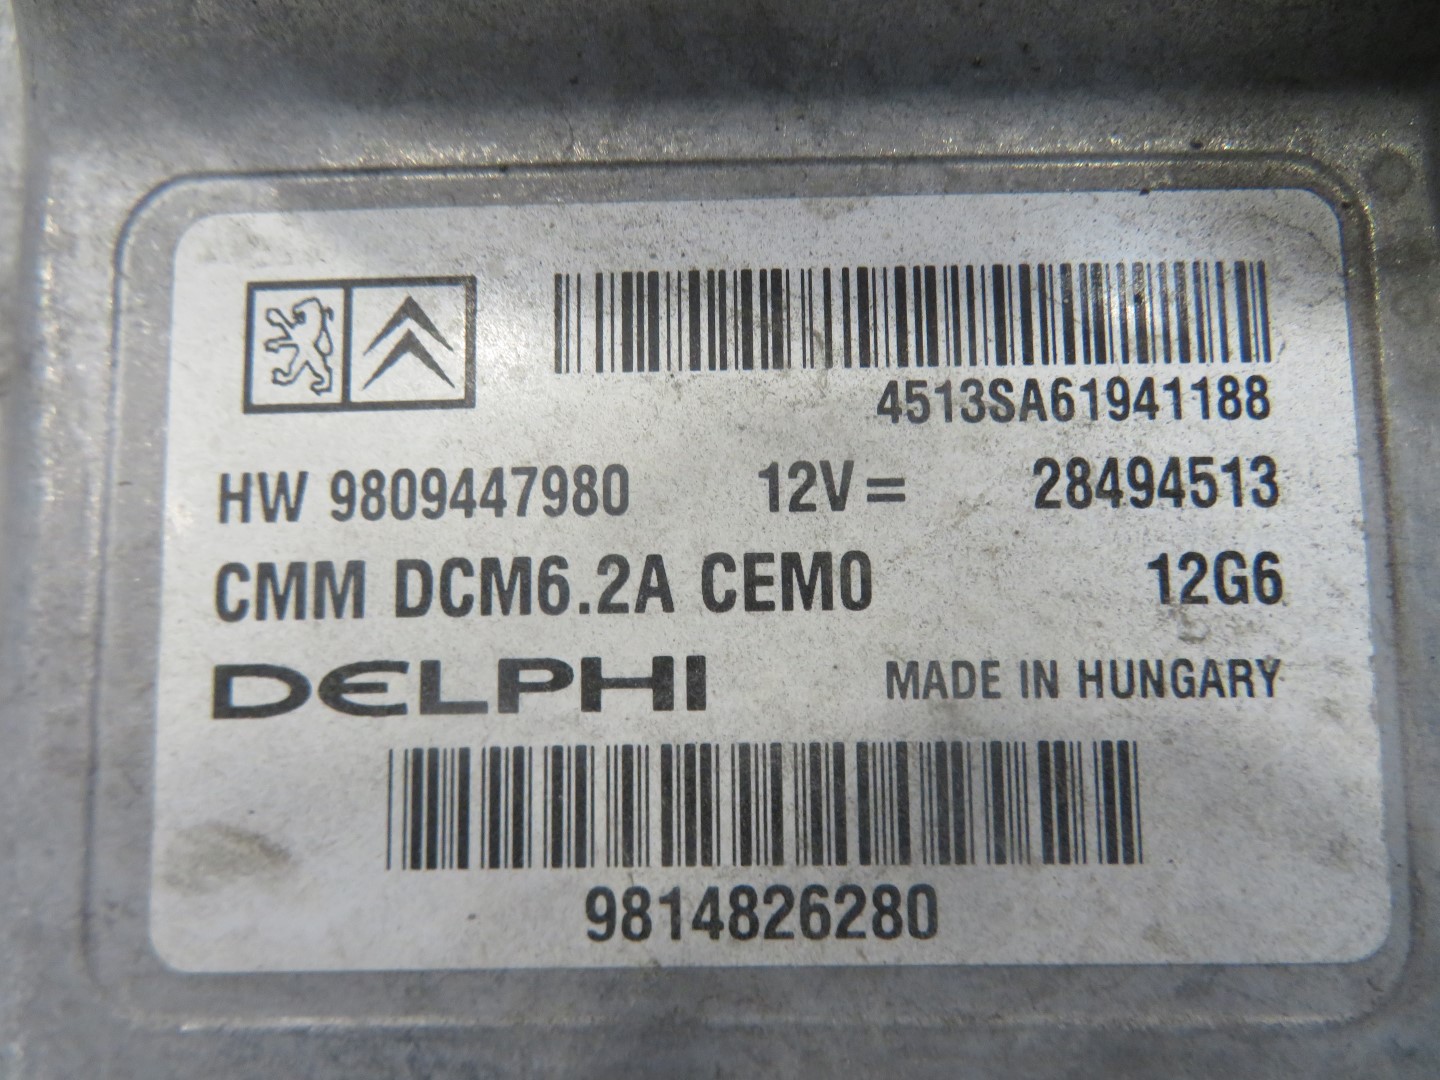 4513SA61941188
HW 9809447980 12V= 28494513
CMM DCM6.2A CEM0 12G6
DELPHI MADE IN HUNGARY
9814826280